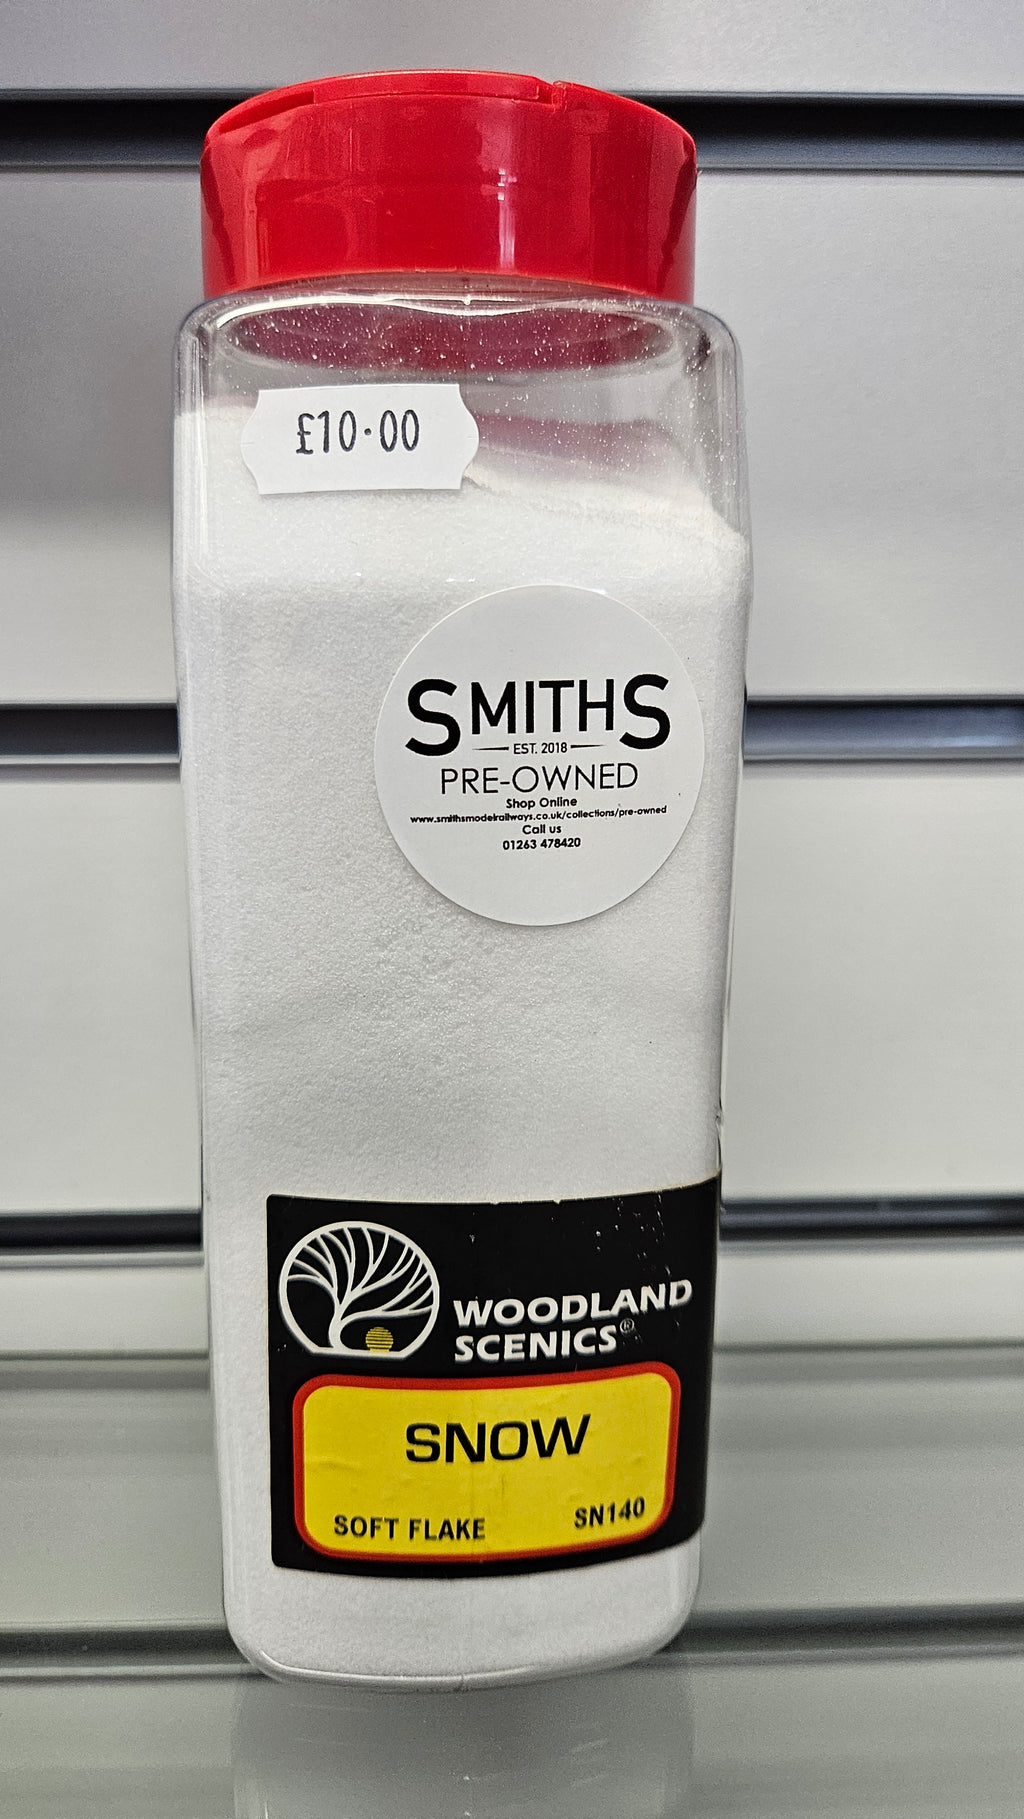 £10.00
SMITHS
EST. 2018
PRE-OWNED
Shop Online
www.smithsmodelrailways.co.uk/collections/pre-owned
Call us
01263 478420
WOODLAND
SCENICS®
SNOW
SOFT FLAKE SN140